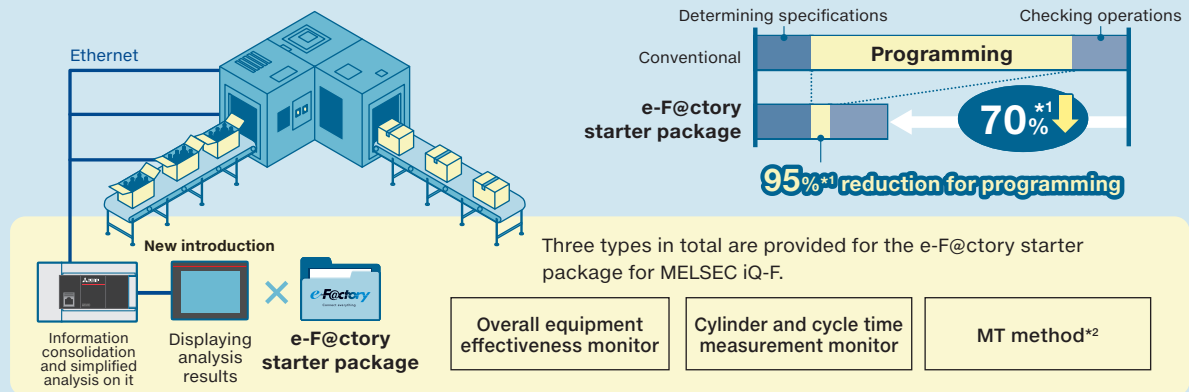 Ethernet
Determining specifications
Checking operations
Conventional
Programming
e-F@ctory
starter package
70%*1
95%*1 reduction for programming
New introduction
Three types in total are provided for the e-F@ctory starter
package for MELSEC iQ-F.
MITSUBISHI
e-F@ctory
Connect everything
Information
consolidation
and simplified
analysis on it
Displaying
analysis
results
e-F@ctory
starter package
Overall equipment
effectiveness monitor
Cylinder and cycle time
measurement monitor
MT method*2